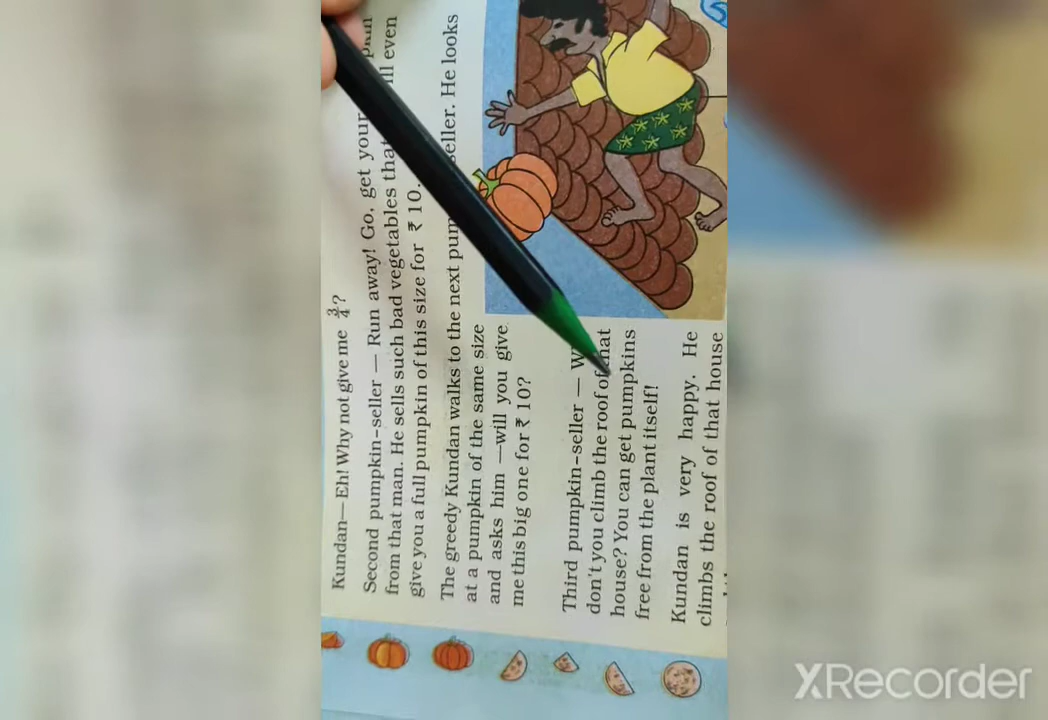 Kundan— Eh! Why not give me 3/4?
Second pumpkin-seller — Run away! Go, get your
from that man. He sells such bad vegetables that even
give you a full pumpkin of this size for ₹ 10.
The greedy Kundan walks to the next seller. He looks
at a pumpkin of the same size
and asks him —will you give
me this big one for ₹ 10?
Third pumpkin-seller —
don't you climb the roof of that
house? You can get pumpkins
free from the plant itself!
Kundan is very happy. He
climbs the roof of that house
XRecorder